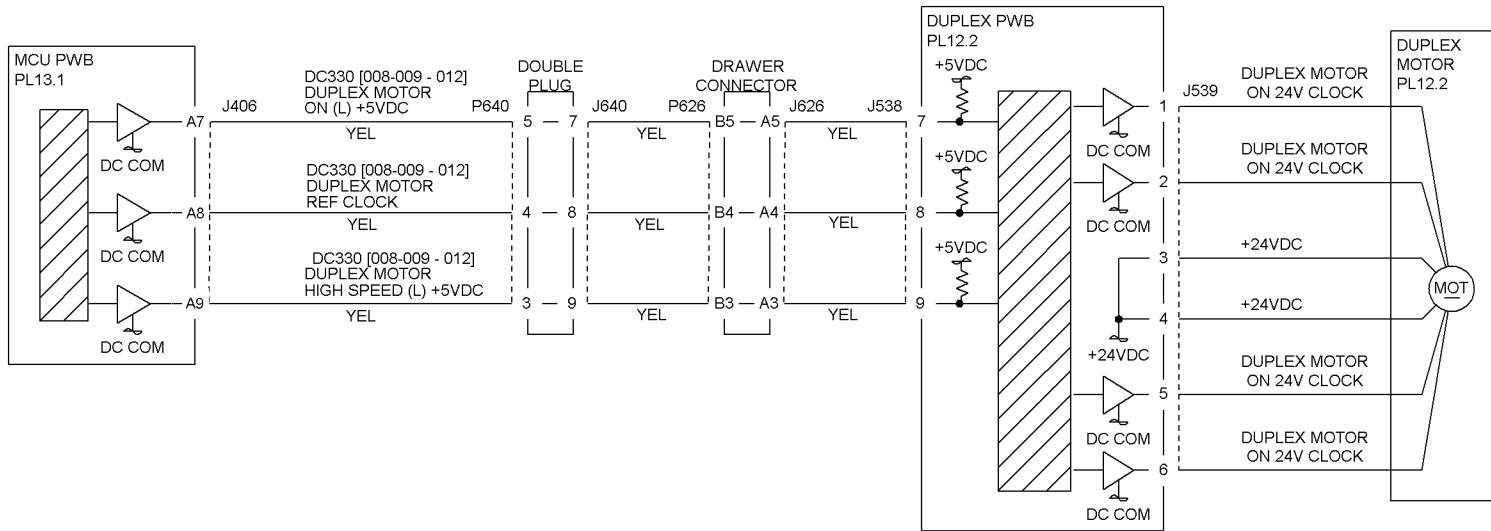 MCU PWB
PL13.1
DC COM
DC COM
DC COM
A7
A8
A9
J406
DC330 [008-009 - 012]
DUPLEX MOTOR
ON (L) +5VDC
YEL
DC330 [008-009 - 012]
DUPLEX MOTOR
REF CLOCK
YEL
DC330 [008-009 - 012]
DUPLEX MOTOR
HIGH SPEED (L) +5VDC
YEL
P640
DOUBLE
PLUG
5 7
4 8
3 9
J640
YEL
YEL
YEL
P626
DRAWER
CONNECTOR
B5 A5
B4 A4
B3 A3
J626
YEL
YEL
YEL
J538
7
8
9
DUPLEX PWB
PL12.2
+5VDC
+5VDC
+5VDC
DC COM
DC COM
+24VDC
DC COM
DC COM
1
2
3
4
5
6
J539
DUPLEX MOTOR
ON 24V CLOCK
DUPLEX MOTOR
ON 24V CLOCK
+24VDC
+24VDC
DUPLEX MOTOR
ON 24V CLOCK
DUPLEX MOTOR
ON 24V CLOCK
DUPLEX
MOTOR
PL12.2
MOT